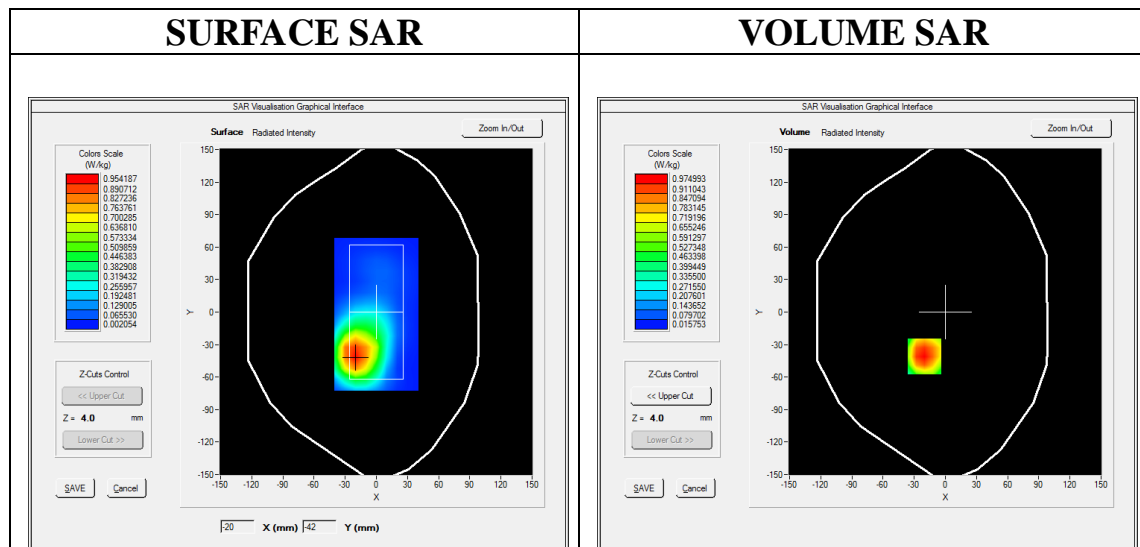 SURFACE SAR
VOLUME SAR
SAR Visualisation Graphical Interface
Surface Radiated Intensity
Zoom In/Out
Colors Scale
(W/kg)
0.954187
0.890712
0.827236
0.763761
0.700285
0.636810
0.573334
0.509859
0.446383
0.382908
0.319432
0.255957
0.192481
0.129005
0.065530
0.002054
150
120
90
60
30
0
-30
-60
-90
-120
-150
Y
-150 -120 -90 -60 -30 0 30 60 90 120 150
X
Z-Cuts Control
<< Upper Cut
Z = 4.0 mm
Lower Cut >>
SAVE Cancel
-20 X (mm) -42 Y (mm)
SAR Visualisation Graphical Interface
Volume Radiated Intensity
Zoom In/Out
Colors Scale
(W/kg)
0.974993
0.911043
0.847094
0.783145
0.719196
0.655246
0.591297
0.527348
0.463398
0.399449
0.335500
0.271550
0.207601
0.143652
0.079702
0.015753
150
120
90
60
30
0
-30
-60
-90
-120
-150
Y
-150 -120 -90 -60 -30 0 30 60 90 120 150
X
Z-Cuts Control
<< Upper Cut
Z = 4.0 mm
Lower Cut >>
SAVE Cancel